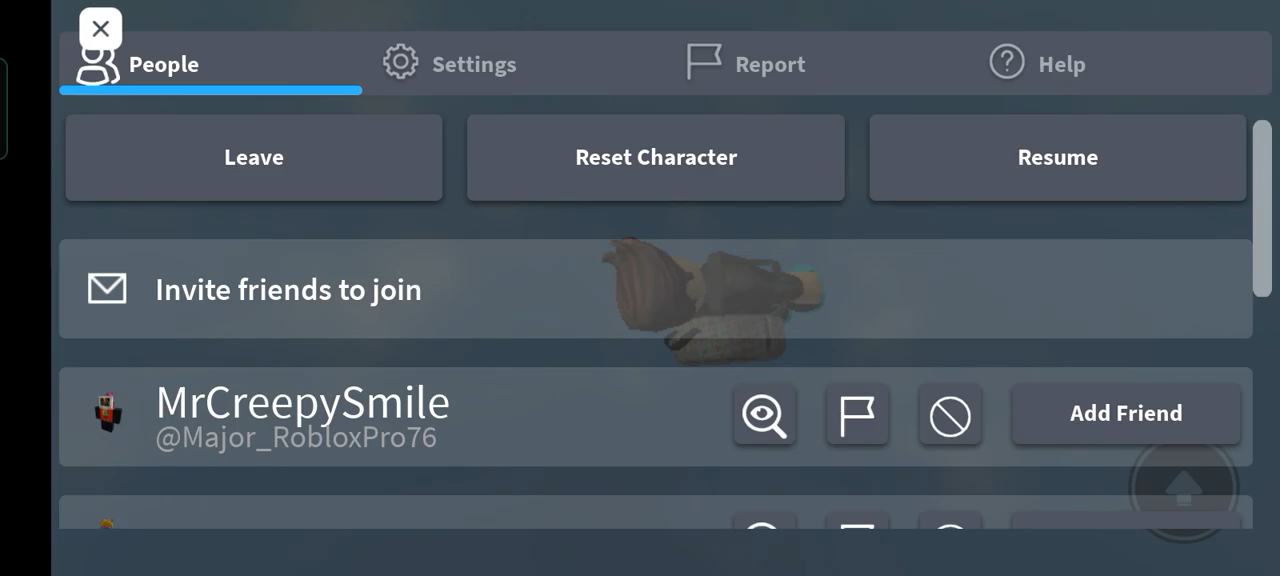 People
Settings
Report
Help
Leave
Reset Character
Resume
Invite friends to join
MrCreepySmile
@Major_RobloxPro76
Add Friend